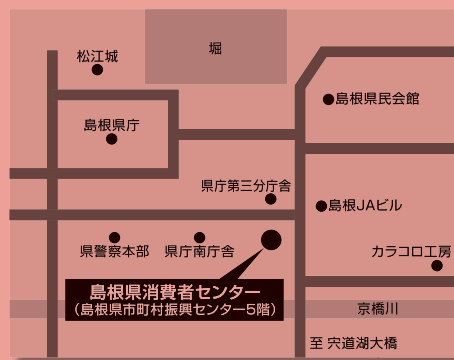 堀
松江城
島根県民会館
島根県庁
県庁第三分庁舎
島根JAビル
県警察本部
県庁南庁舎
カラコロ工房
島根県消費者センター
(島根県市町村振興センター5階)
京橋川
至 宍道湖大橋